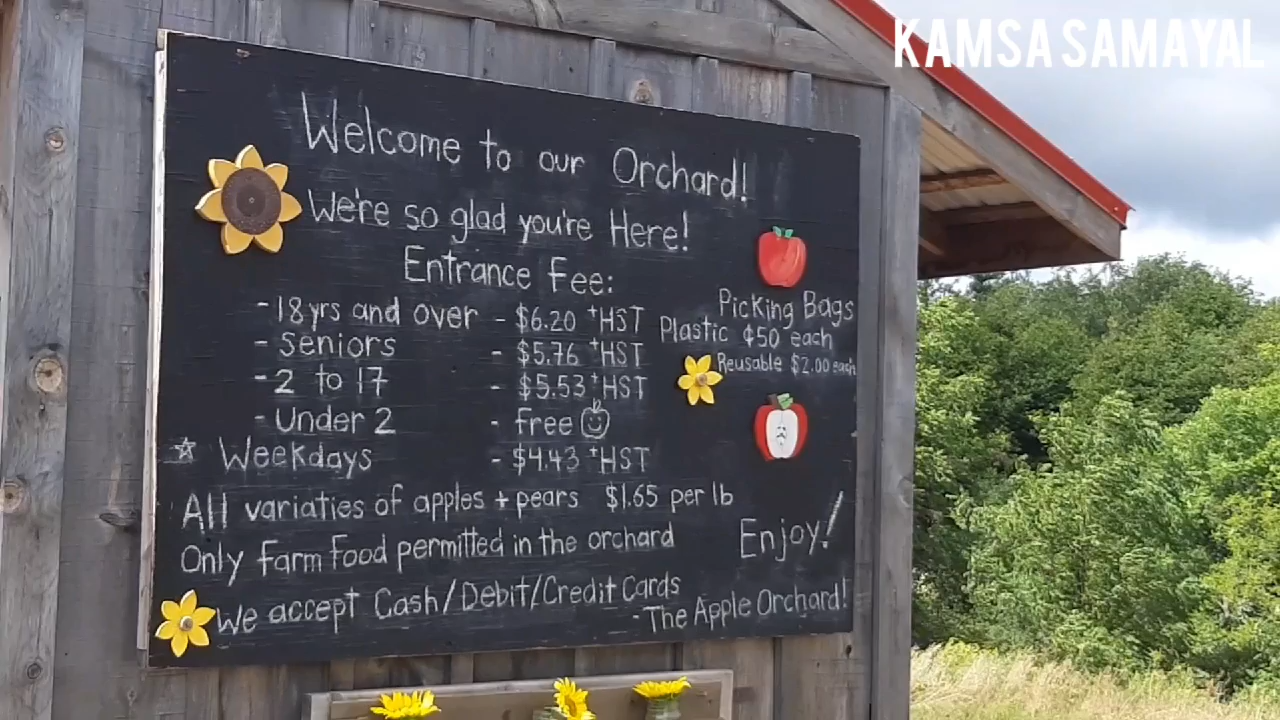 KAMSA SAMAYAL
Welcome to our Orchard!
We're so glad you're Here!
Entrance Fee:
-18yrs and over - $6.20 +HST
- Seniors - $5.76 +HST
- 2 to 17 - $5.53 +HST
- Under 2 - Free
☆ Weekdays - $4.43 +HST
Picking Bags
Plastic ¢50 each
Reusable $2.00 each
All variaties of apples + pears $1.65 per lb
Only farm food permitted in the orchard
Enjoy!
We accept Cash/Debit/Credit Cards
-The Apple Orchard!